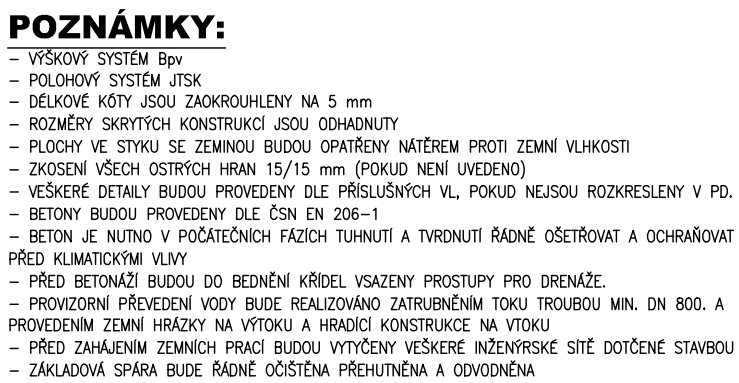 POZNÁMKY:
– VÝŠKOVÝ SYSTÉM Bpv
– POLOHOVÝ SYSTÉM JTSK
– DÉLKOVÉ KÓTY JSOU ZAOKROUHLENY NA 5 mm
– ROZMĚRY SKRYTÝCH KONSTRUKCÍ JSOU ODHADNUTY
– PLOCHY VE STYKU SE ZEMINOU BUDOU OPATŘENY NÁTĚREM PROTI ZEMNÍ VLHKOSTI
– ZKOSENÍ VŠECH OSTRÝCH HRAN 15/15 mm (POKUD NENÍ UVEDENO)
– VEŠKERÉ DETAILY BUDOU PROVEDENY DLE PŘÍSLUŠNÝCH VL, POKUD NEJSOU ROZKRESLENY V PD.
– BETONY BUDOU PROVEDENY DLE ČSN EN 206–1
– BETON JE NUTNO V POČÁTEČNÍCH FÁZÍCH TUHNUTÍ A TVRDNUTÍ ŘÁDNĚ OŠETŘOVAT A OCHRAŇOVAT
PŘED KLIMATICKÝMI VLIVY
– PŘED BETONÁŽÍ BUDOU DO BEDNĚNÍ KŘÍDEL VSAZENY PROSTUPY PRO DRENÁŽE.
– PROVIZORNÍ PŘEVEDENÍ VODY BUDE REALIZOVÁNO ZATRUBNĚNÍM TOKU TROUBOU MIN. DN 800. A
PROVEDENÍM ZEMNÍ HRÁZKY NA VÝTOKU A HRADÍCÍ KONSTRUKCE NA VTOKU
– PŘED ZAHÁJENÍM ZEMNÍCH PRACÍ BUDOU VYTYČENY VEŠKERÉ INŽENÝRSKÉ SÍTĚ DOTČENÉ STAVBOU
– ZÁKLADOVÁ SPÁRA BUDE ŘÁDNĚ OČIŠTĚNA PŘEHUTNĚNA A ODVODNĚNA